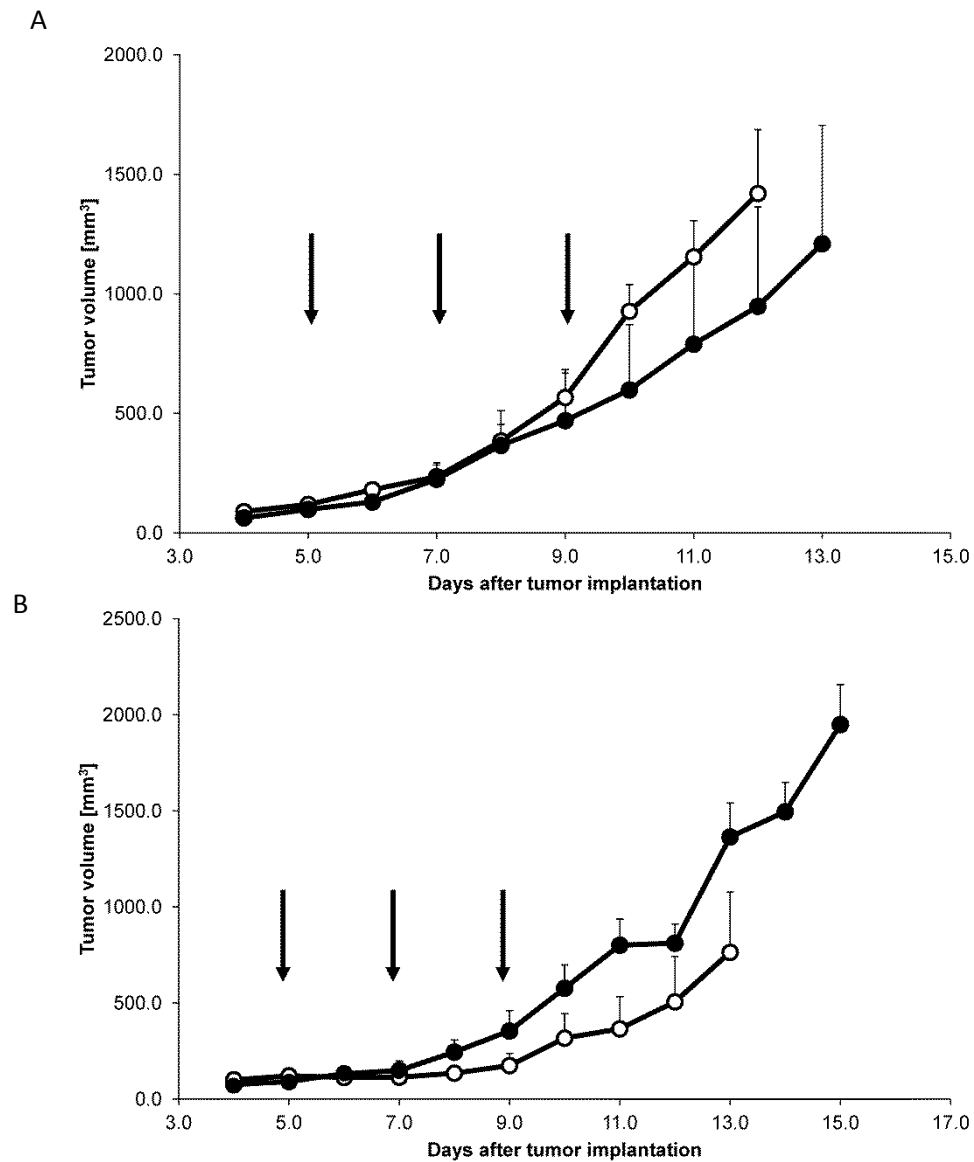 A
2000.0
1500.0
1000.0
500.0
0.0
Tumor volume [mm³]
3.0 5.0 7.0 9.0 11.0 13.0 15.0
Days after tumor implantation
B
2500.0
2000.0
1500.0
1000.0
500.0
0.0
Tumor volume [mm³]
3.0 5.0 7.0 9.0 11.0 13.0 15.0 17.0
Days after tumor implantation